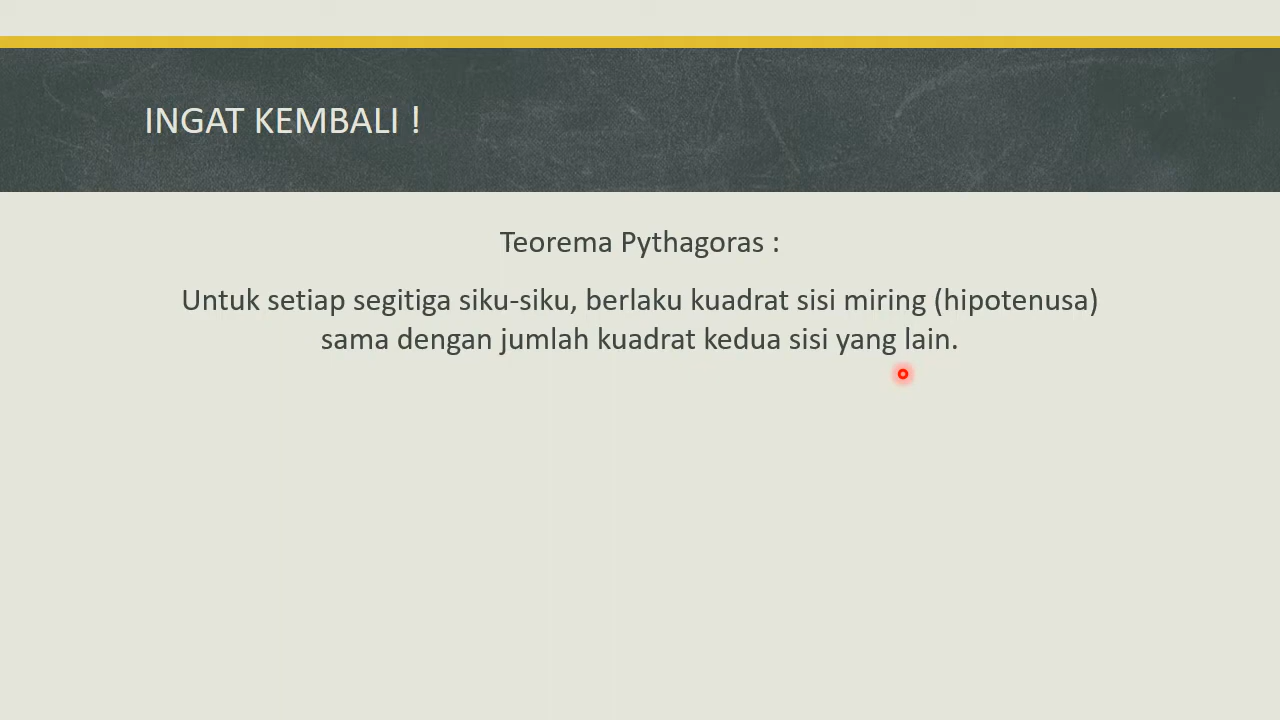 INGAT KEMBALI !
Teorema Pythagoras :
Untuk setiap segitiga siku-siku, berlaku kuadrat sisi miring (hipotenusa)
sama dengan jumlah kuadrat kedua sisi yang lain.